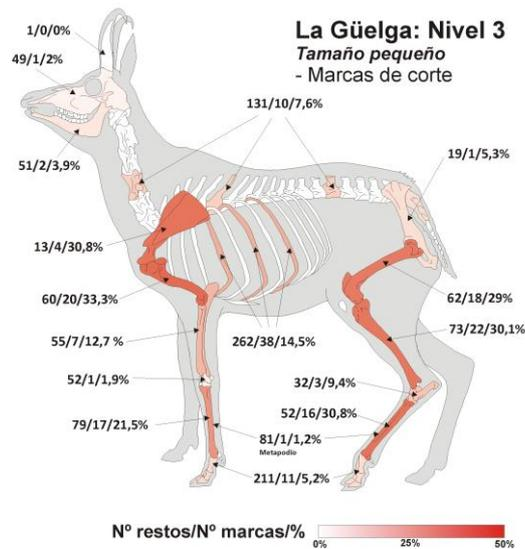 La Güelga: Nivel 3
Tamaño pequeño
- Marcas de corte
1/0/0%
49/1/2%
131/10/7,6%
51/2/3,9%
19/1/5,3%
13/4/30,8%
60/20/33,3%
62/18/29%
55/7/12,7 %
262/38/14,5%
73/22/30,1%
52/1/1,9%
32/3/9,4%
52/16/30,8%
79/17/21,5%
81/1/1,2%
Metapodio
211/11/5,2%
Nº restos/Nº marcas/%
0% 25% 50%